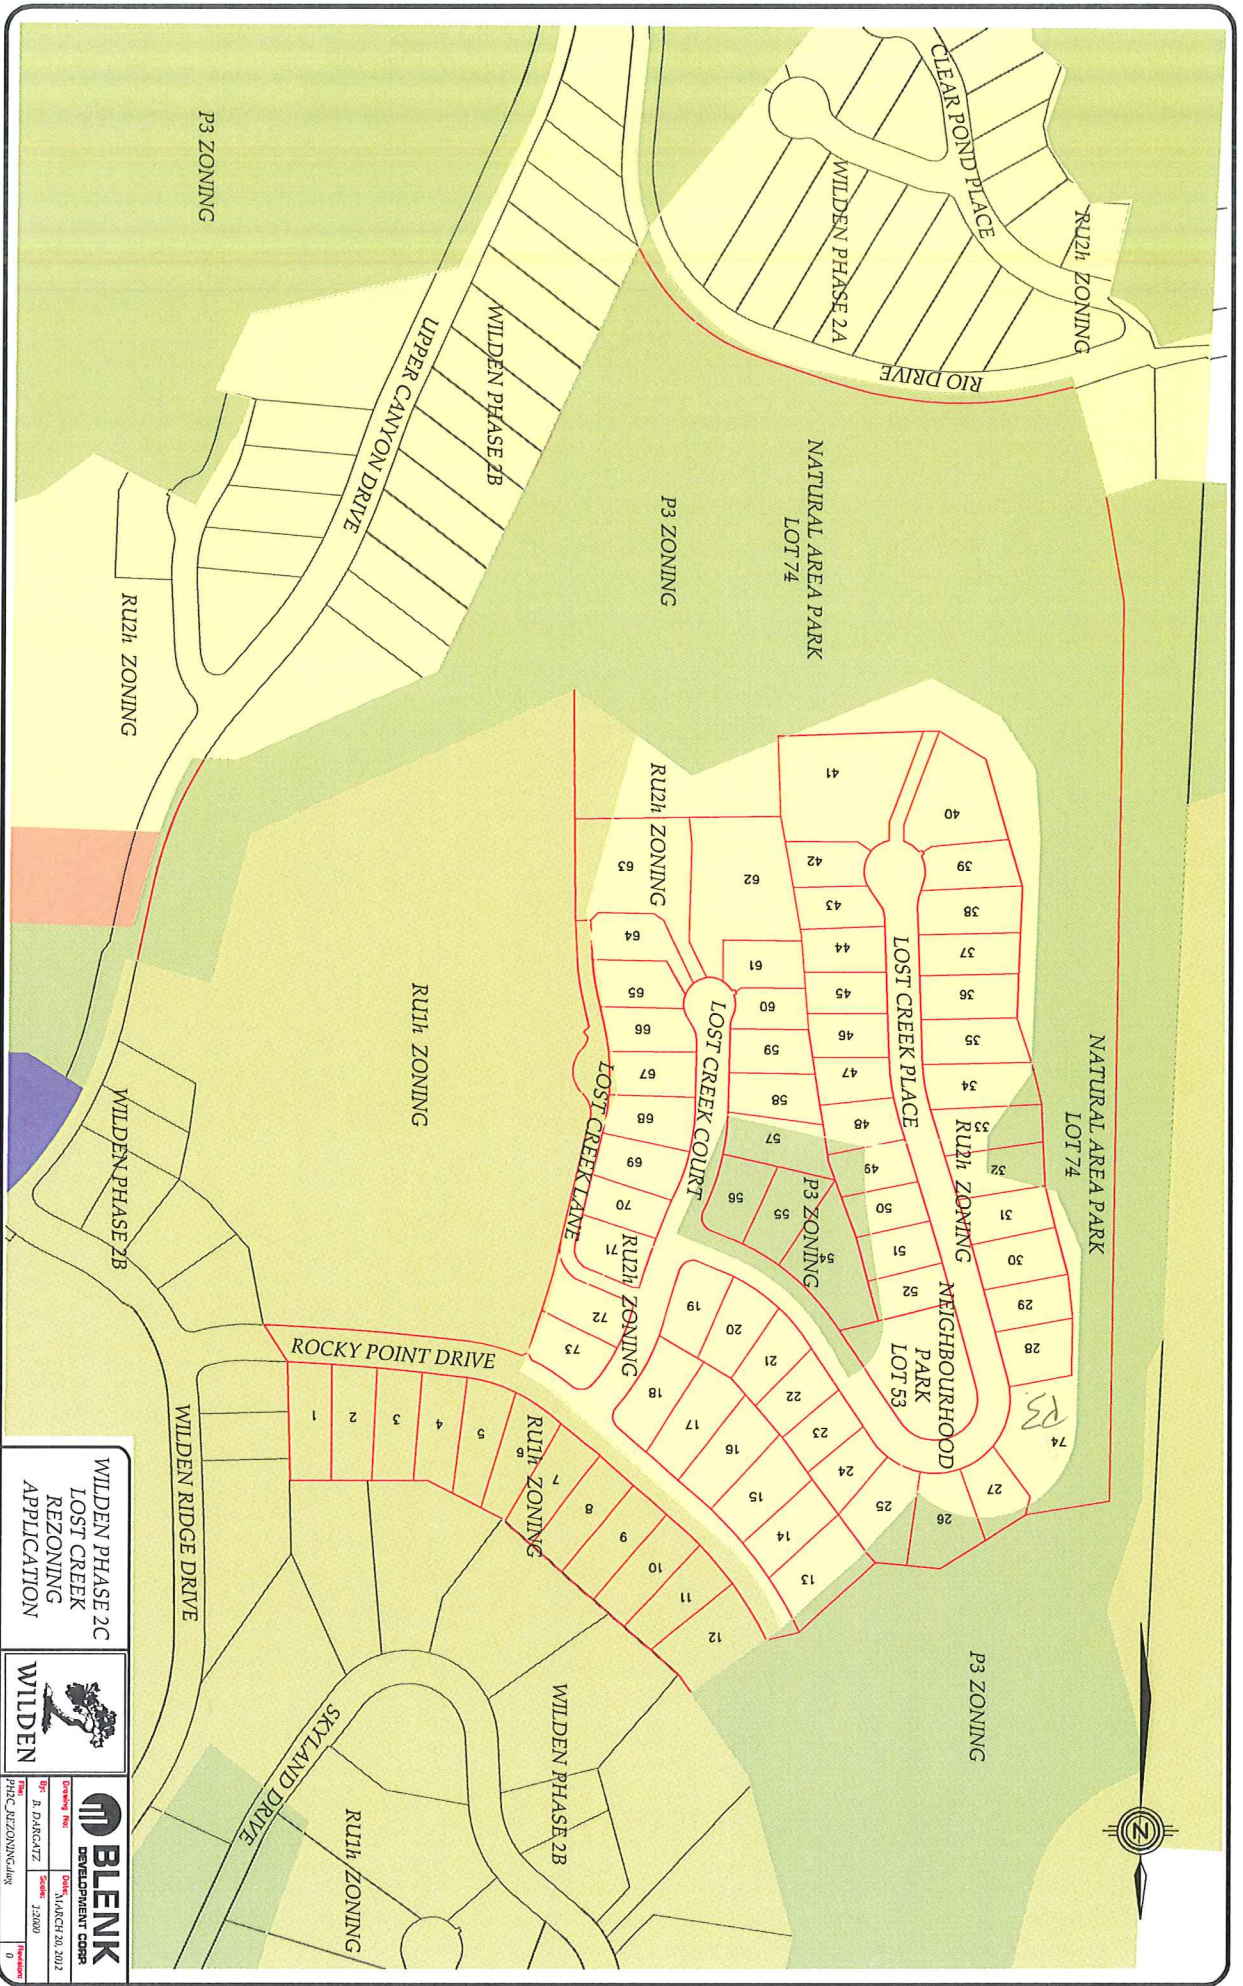 CLEAR POND PLACE
RU2h ZONING
WILDEN PHASE 2A
RIO DRIVE
P3 ZONING
WILDEN PHASE 2B
UPPER CANYON DRIVE
RU2h ZONING
NATURAL AREA PARK
LOT 74
P3 ZONING
40
39
38
37
36
35
34
33
32
31
30
29
28
27
26
25
24
23
22
21
20
19
18
17
16
15
14
13
41
42
43
44
45
46
47
48
49
50
51
52
LOST CREEK PLACE
RU2h ZONING
NATURAL AREA PARK
LOT 74
NEIGHBOURHOOD
PARK
LOT 53
P3
74
P3 ZONING
54
55
56
57
58
59
60
61
62
63
64
65
66
67
68
69
70
71
72
73
RU2h ZONING
LOST CREEK COURT
LOST CREEK LANE
RU2h ZONING
RU1h ZONING
WILDEN PHASE 2B
ROCKY POINT DRIVE
1
2
3
4
5
6
7
8
9
10
11
12
RU1h ZONING
P3 ZONING
WILDEN RIDGE DRIVE
WILDEN PHASE 2B
SKYLAND DRIVE
RU1h ZONING
N
WILDEN PHASE 2C
LOST CREEK
REZONING
APPLICATION
WILDEN
BLENK
DEVELOPMENT CORP.
Drawing No:
Date: MARCH 20, 2012
By: B. DARGATZ
Scale: 1:2000
File: PH2C_REZONING.dwg
Revision: 0